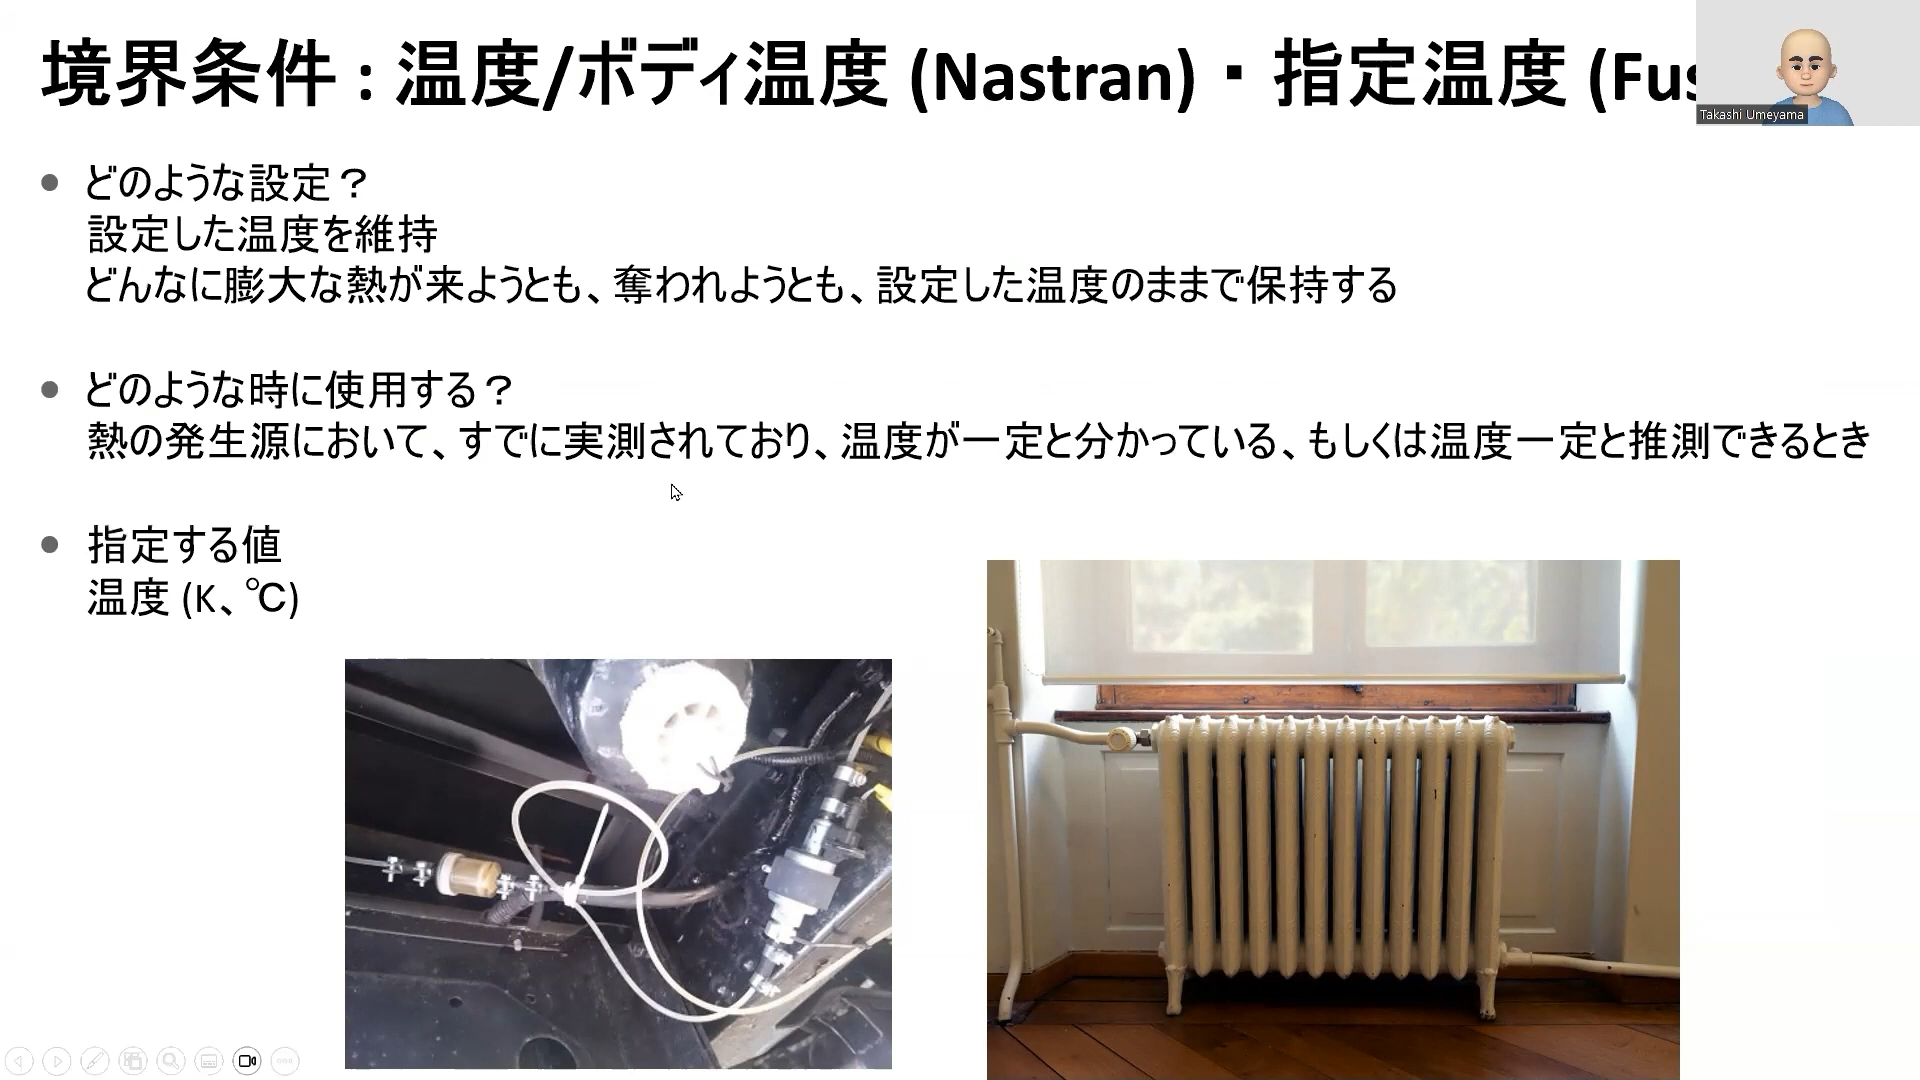 境界条件 : 温度/ボディ温度 (Nastran)・指定温度 (Fus
Takashi Umeyama
どのような設定？
設定した温度を維持
どんなに膨大な熱が来ようとも、奪われようとも、設定した温度のままで保持する
どのような時に使用する？
熱の発生源において、すでに実測されており、温度が一定と分かっている、もしくは温度一定と推測できるとき
指定する値
温度 (K、℃)